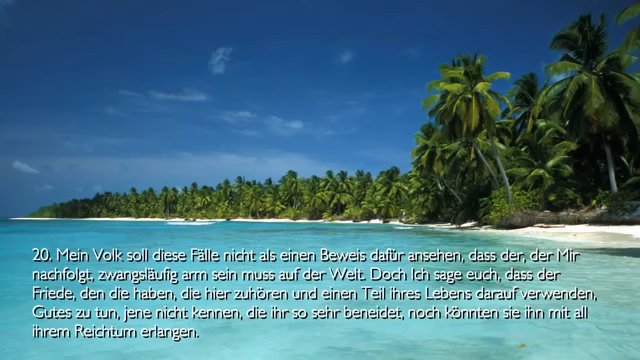 20. Mein Volk soll diese Fälle nicht als einen Beweis dafür ansehen, dass der, der Mir
nachfolgt, zwangsläufig arm sein muss auf der Welt. Doch Ich sage euch, dass der
Friede, den die haben, die hier zuhören und einen Teil ihres Lebens darauf verwenden,
Gutes zu tun, jene nicht kennen, die ihr so sehr beneidet, noch könnten sie ihn mit all
ihrem Reichtum erlangen.